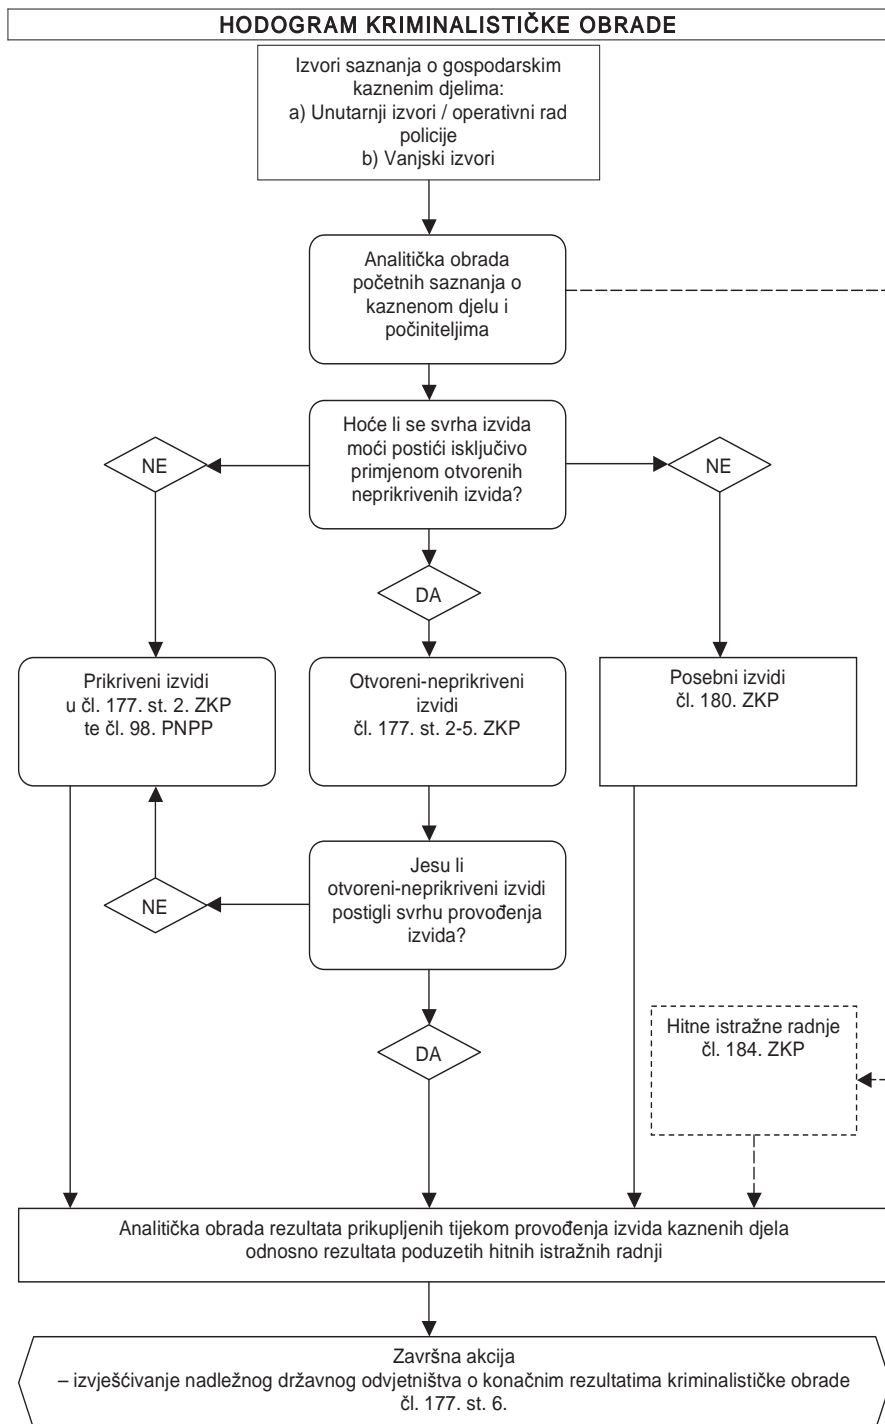 HODOGRAM KRIMINALISTIČKE OBRADE
Izvori saznanja o gospodarskim
kaznenim djelima:
a) Unutarnji izvori / operativni rad
policije
b) Vanjski izvori
Analitička obrada
početnih saznanja o
kaznenom djelu i
počiniteljima
Hoće li se svrha izvida
moći postići isključivo
primjenom otvorenih
neprikrivenih izvida?
NE
NE
DA
Prikriveni izvidi
u čl. 177. st. 2. ZKP
te čl. 98. PNPP
Otvoreni-neprikriveni
izvidi
čl. 177. st. 2-5. ZKP
Posebni izvidi
čl. 180. ZKP
Jesu li
otvoreni-neprikriveni izvidi
postigli svrhu provođenja
izvida?
NE
DA
Hitne istražne radnje
čl. 184. ZKP
Analitička obrada rezultata prikupljenih tijekom provođenja izvida kaznenih djela
odnosno rezultata poduzetih hitnih istražnih radnji
Završna akcija
– izvješćivanje nadležnog državnog odvjetništva o konačnim rezultatima kriminalističke obrade
čl. 177. st. 6.